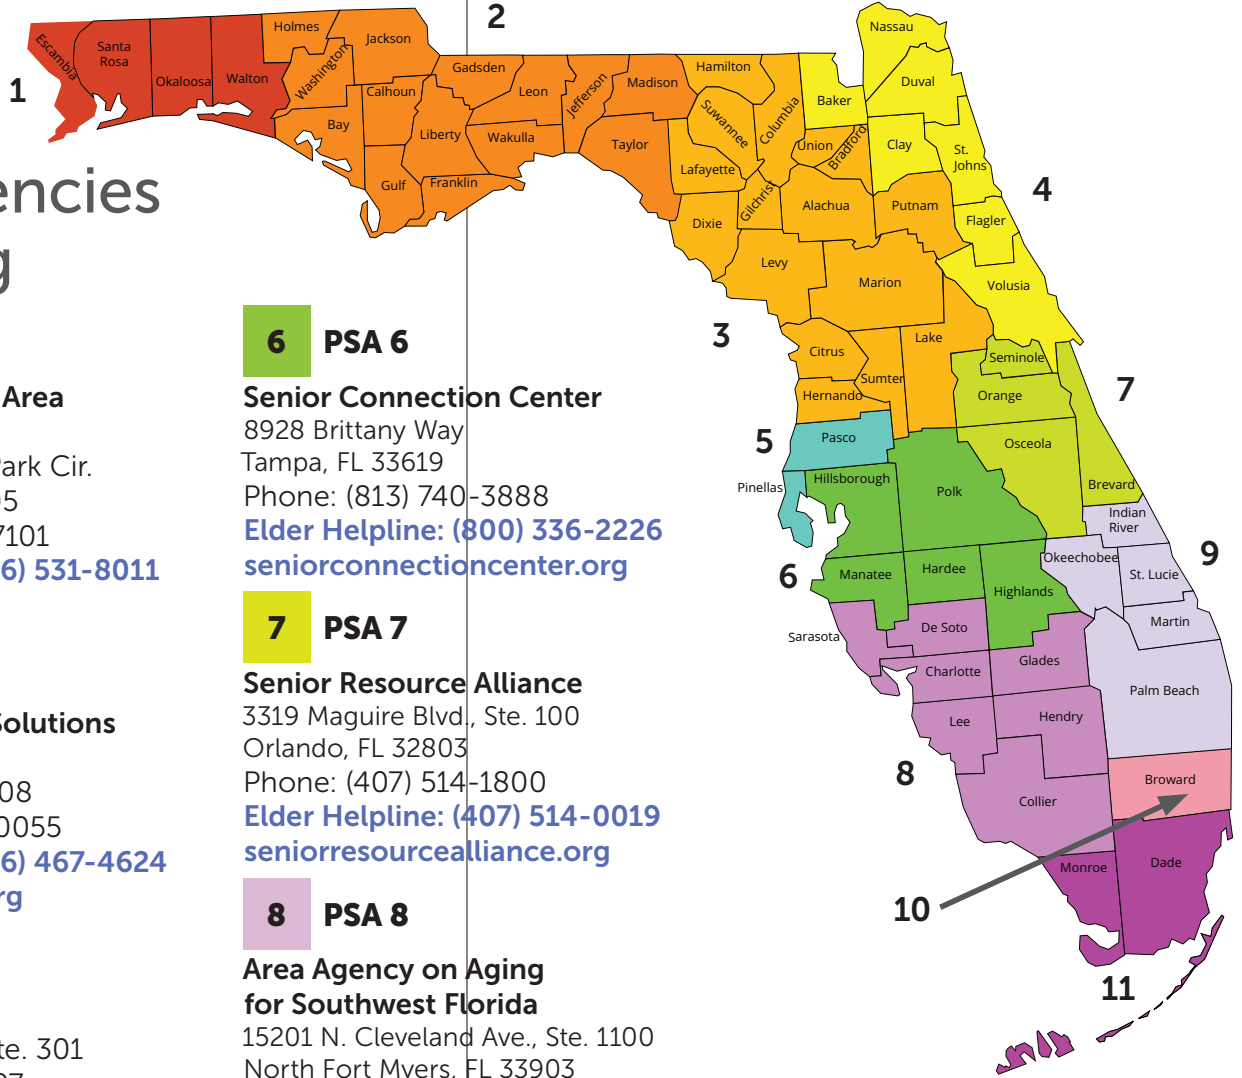 encies
g
Area
Park Cir.
5
7101
6) 531-8011
Solutions
08
0055
6) 467-4624
rg
te. 301
6 PSA 6
Senior Connection Center
8928 Brittany Way
Tampa, FL 33619
Phone: (813) 740-3888
Elder Helpline: (800) 336-2226
seniorconnectioncenter.org
7 PSA 7
Senior Resource Alliance
3319 Maguire Blvd., Ste. 100
Orlando, FL 32803
Phone: (407) 514-1800
Elder Helpline: (407) 514-0019
seniorresourcealliance.org
8 PSA 8
Area Agency on Aging
for Southwest Florida
15201 N. Cleveland Ave., Ste. 1100
North Fort Myers, FL 33903
1
Escambia
Santa
Rosa
Okaloosa
Walton
2
Holmes
Washington
Jackson
Bay
Calhoun
Gulf
Liberty
Franklin
Gadsden
Leon
Wakulla
Jefferson
Madison
Taylor
3
Hamilton
Suwannee
Columbia
Lafayette
Union
Bradford
Dixie
Gilchrist
Alachua
Putnam
Levy
Marion
Citrus
Sumter
Lake
Hernando
4
Nassau
Duval
Baker
Clay
St.
Johns
Flagler
Volusia
5
Pasco
Pinellas
6
Hillsborough
Polk
Manatee
Hardee
Highlands
7
Seminole
Orange
Osceola
Brevard
8
Sarasota
De Soto
Charlotte
Glades
Lee
Hendry
Collier
9
Indian
River
Okeechobee
St. Lucie
Martin
Palm Beach
10
Broward
11
Monroe
Dade